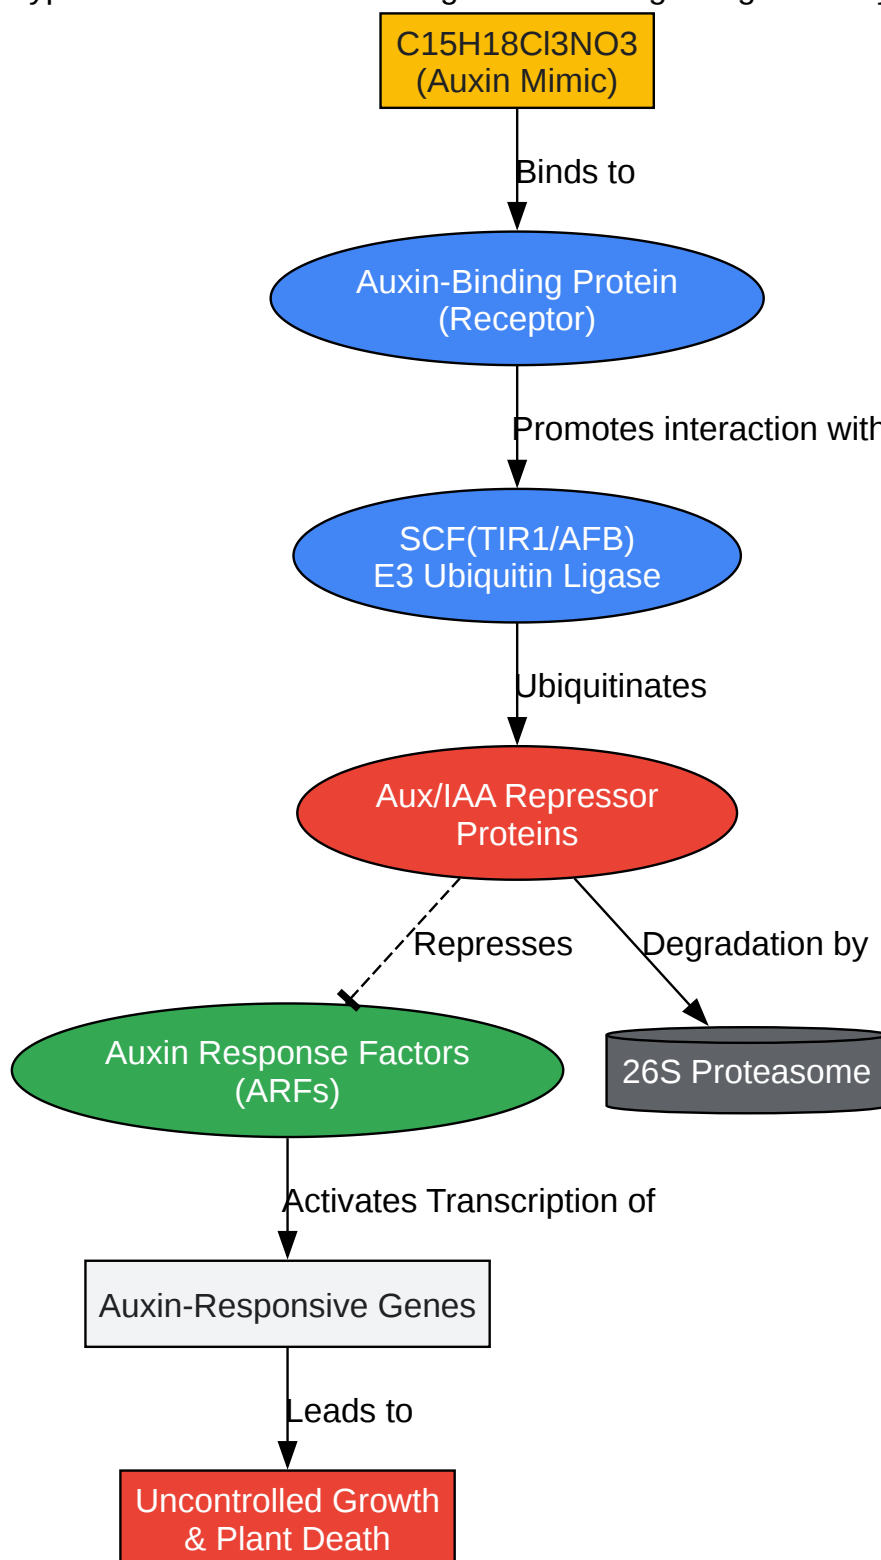 C15H18Cl3NO3
(Auxin Mimic)
Binds to
Auxin-Binding Protein
(Receptor)
Promotes interaction with
SCF(TIR1/AFB)
E3 Ubiquitin Ligase
Ubiquitinates
Aux/IAA Repressor
Proteins
Represses
Degradation by
Auxin Response Factors
(ARFs)
26S Proteasome
Activates Transcription of
Auxin-Responsive Genes
Leads to
Uncontrolled Growth
& Plant Death